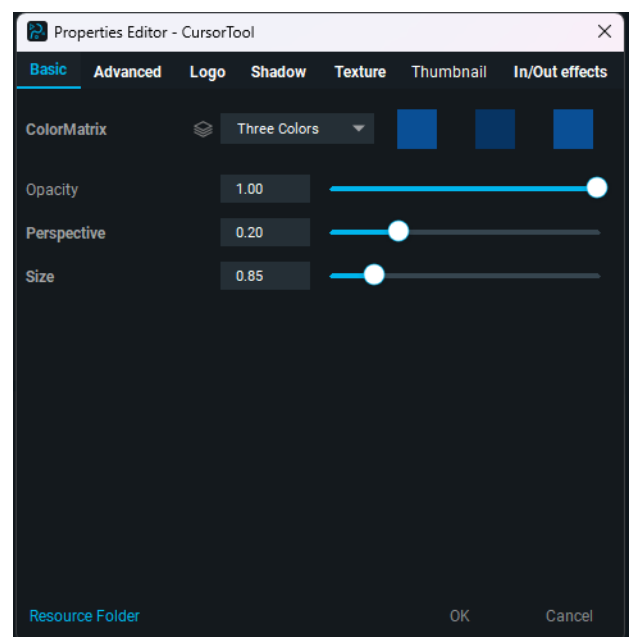 Properties Editor - CursorTool
Basic Advanced Logo Shadow Texture Thumbnail In/Out effects
ColorMatrix Three Colors
Opacity 1.00
Perspective 0.20
Size 0.85
Resource Folder OK Cancel